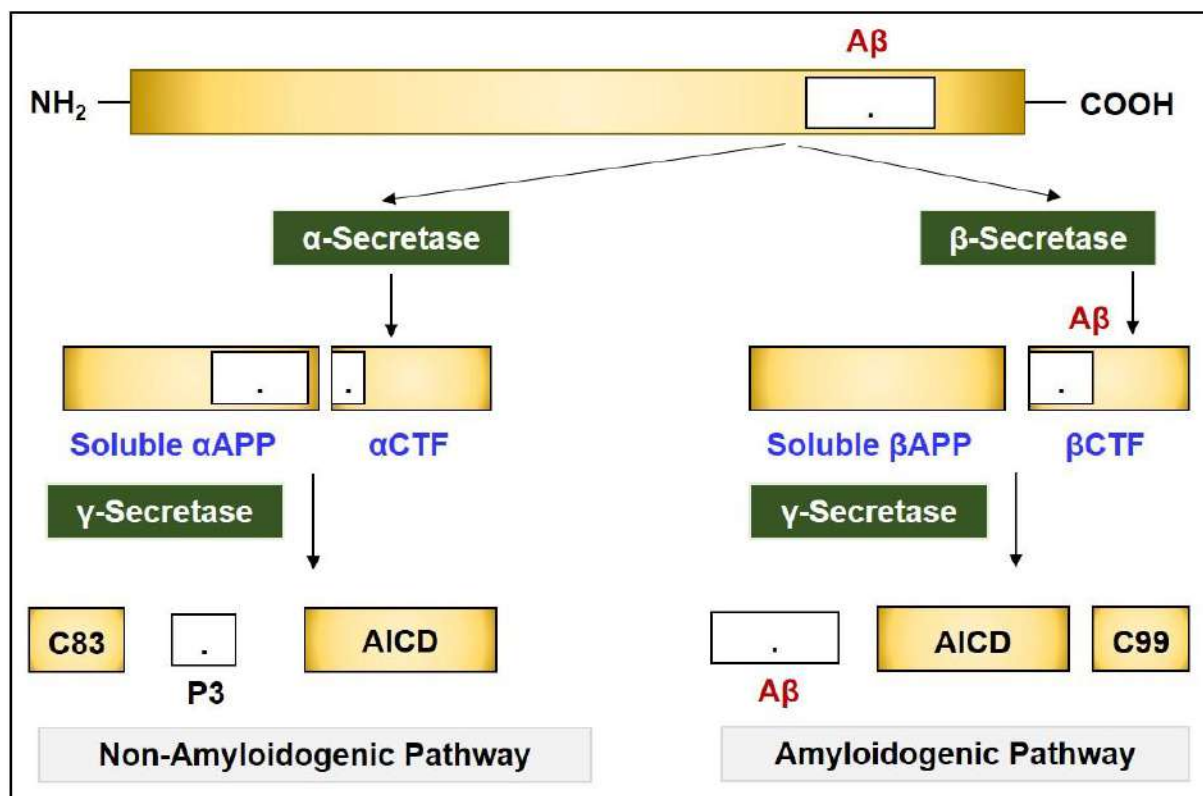 Aβ
NH₂
COOH
α-Secretase
β-Secretase
Aβ
Soluble αAPP
αCTF
Soluble βAPP
βCTF
γ-Secretase
γ-Secretase
C83
.
AICD
.
AICD
C99
P3
Aβ
Non-Amyloidogenic Pathway
Amyloidogenic Pathway